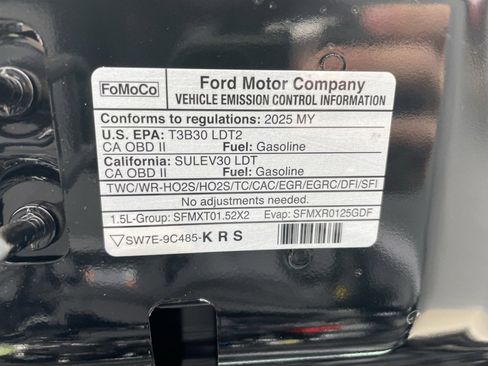 FoMoCo
Ford Motor Company
VEHICLE EMISSION CONTROL INFORMATION
Conforms to regulations: 2025 MY
U.S. EPA: T3B30 LDT2
CA OBD II Fuel: Gasoline
California: SULEV30 LDT
CA OBD II Fuel: Gasoline
TWC/WR-HO2S/HO2S/TC/CAC/EGR/EGRC/DFI/SFI
No adjustments needed.
1.5L-Group: SFMXT01.52X2 Evap: SFMXR0125GDF
SW7E-9C485-KRS